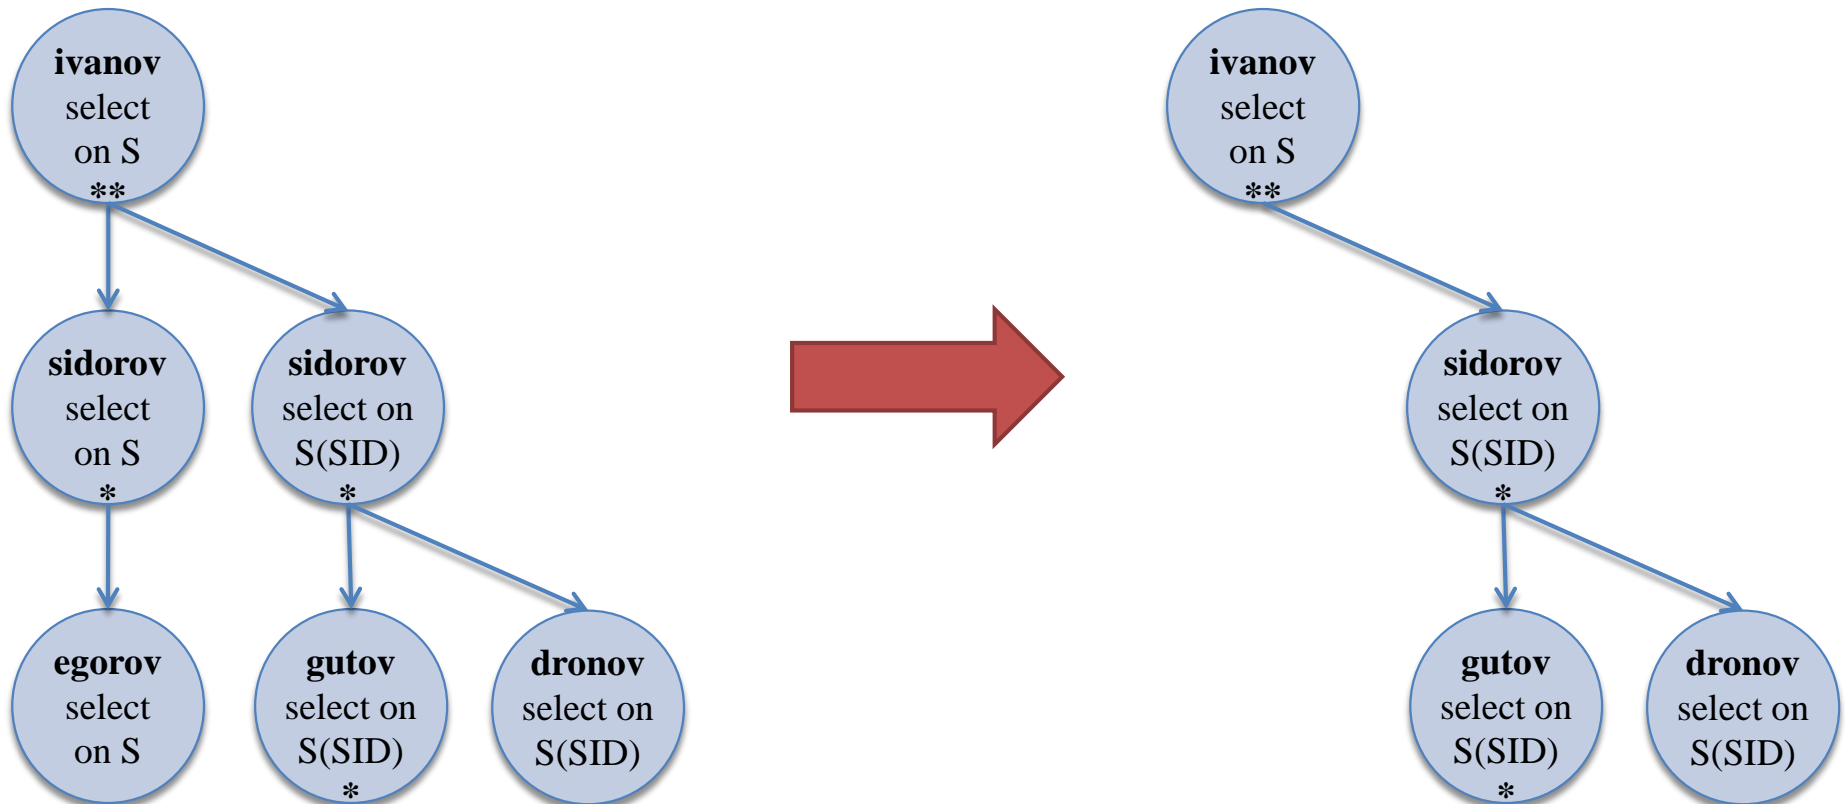 ivanov
select
on S
**
sidorov
select
on S
*
sidorov
select on
S(SID)
*
egorov
select
on S
gutov
select on
S(SID)
*
dronov
select on
S(SID)
ivanov
select
on S
**
sidorov
select on
S(SID)
*
gutov
select on
S(SID)
*
dronov
select on
S(SID)